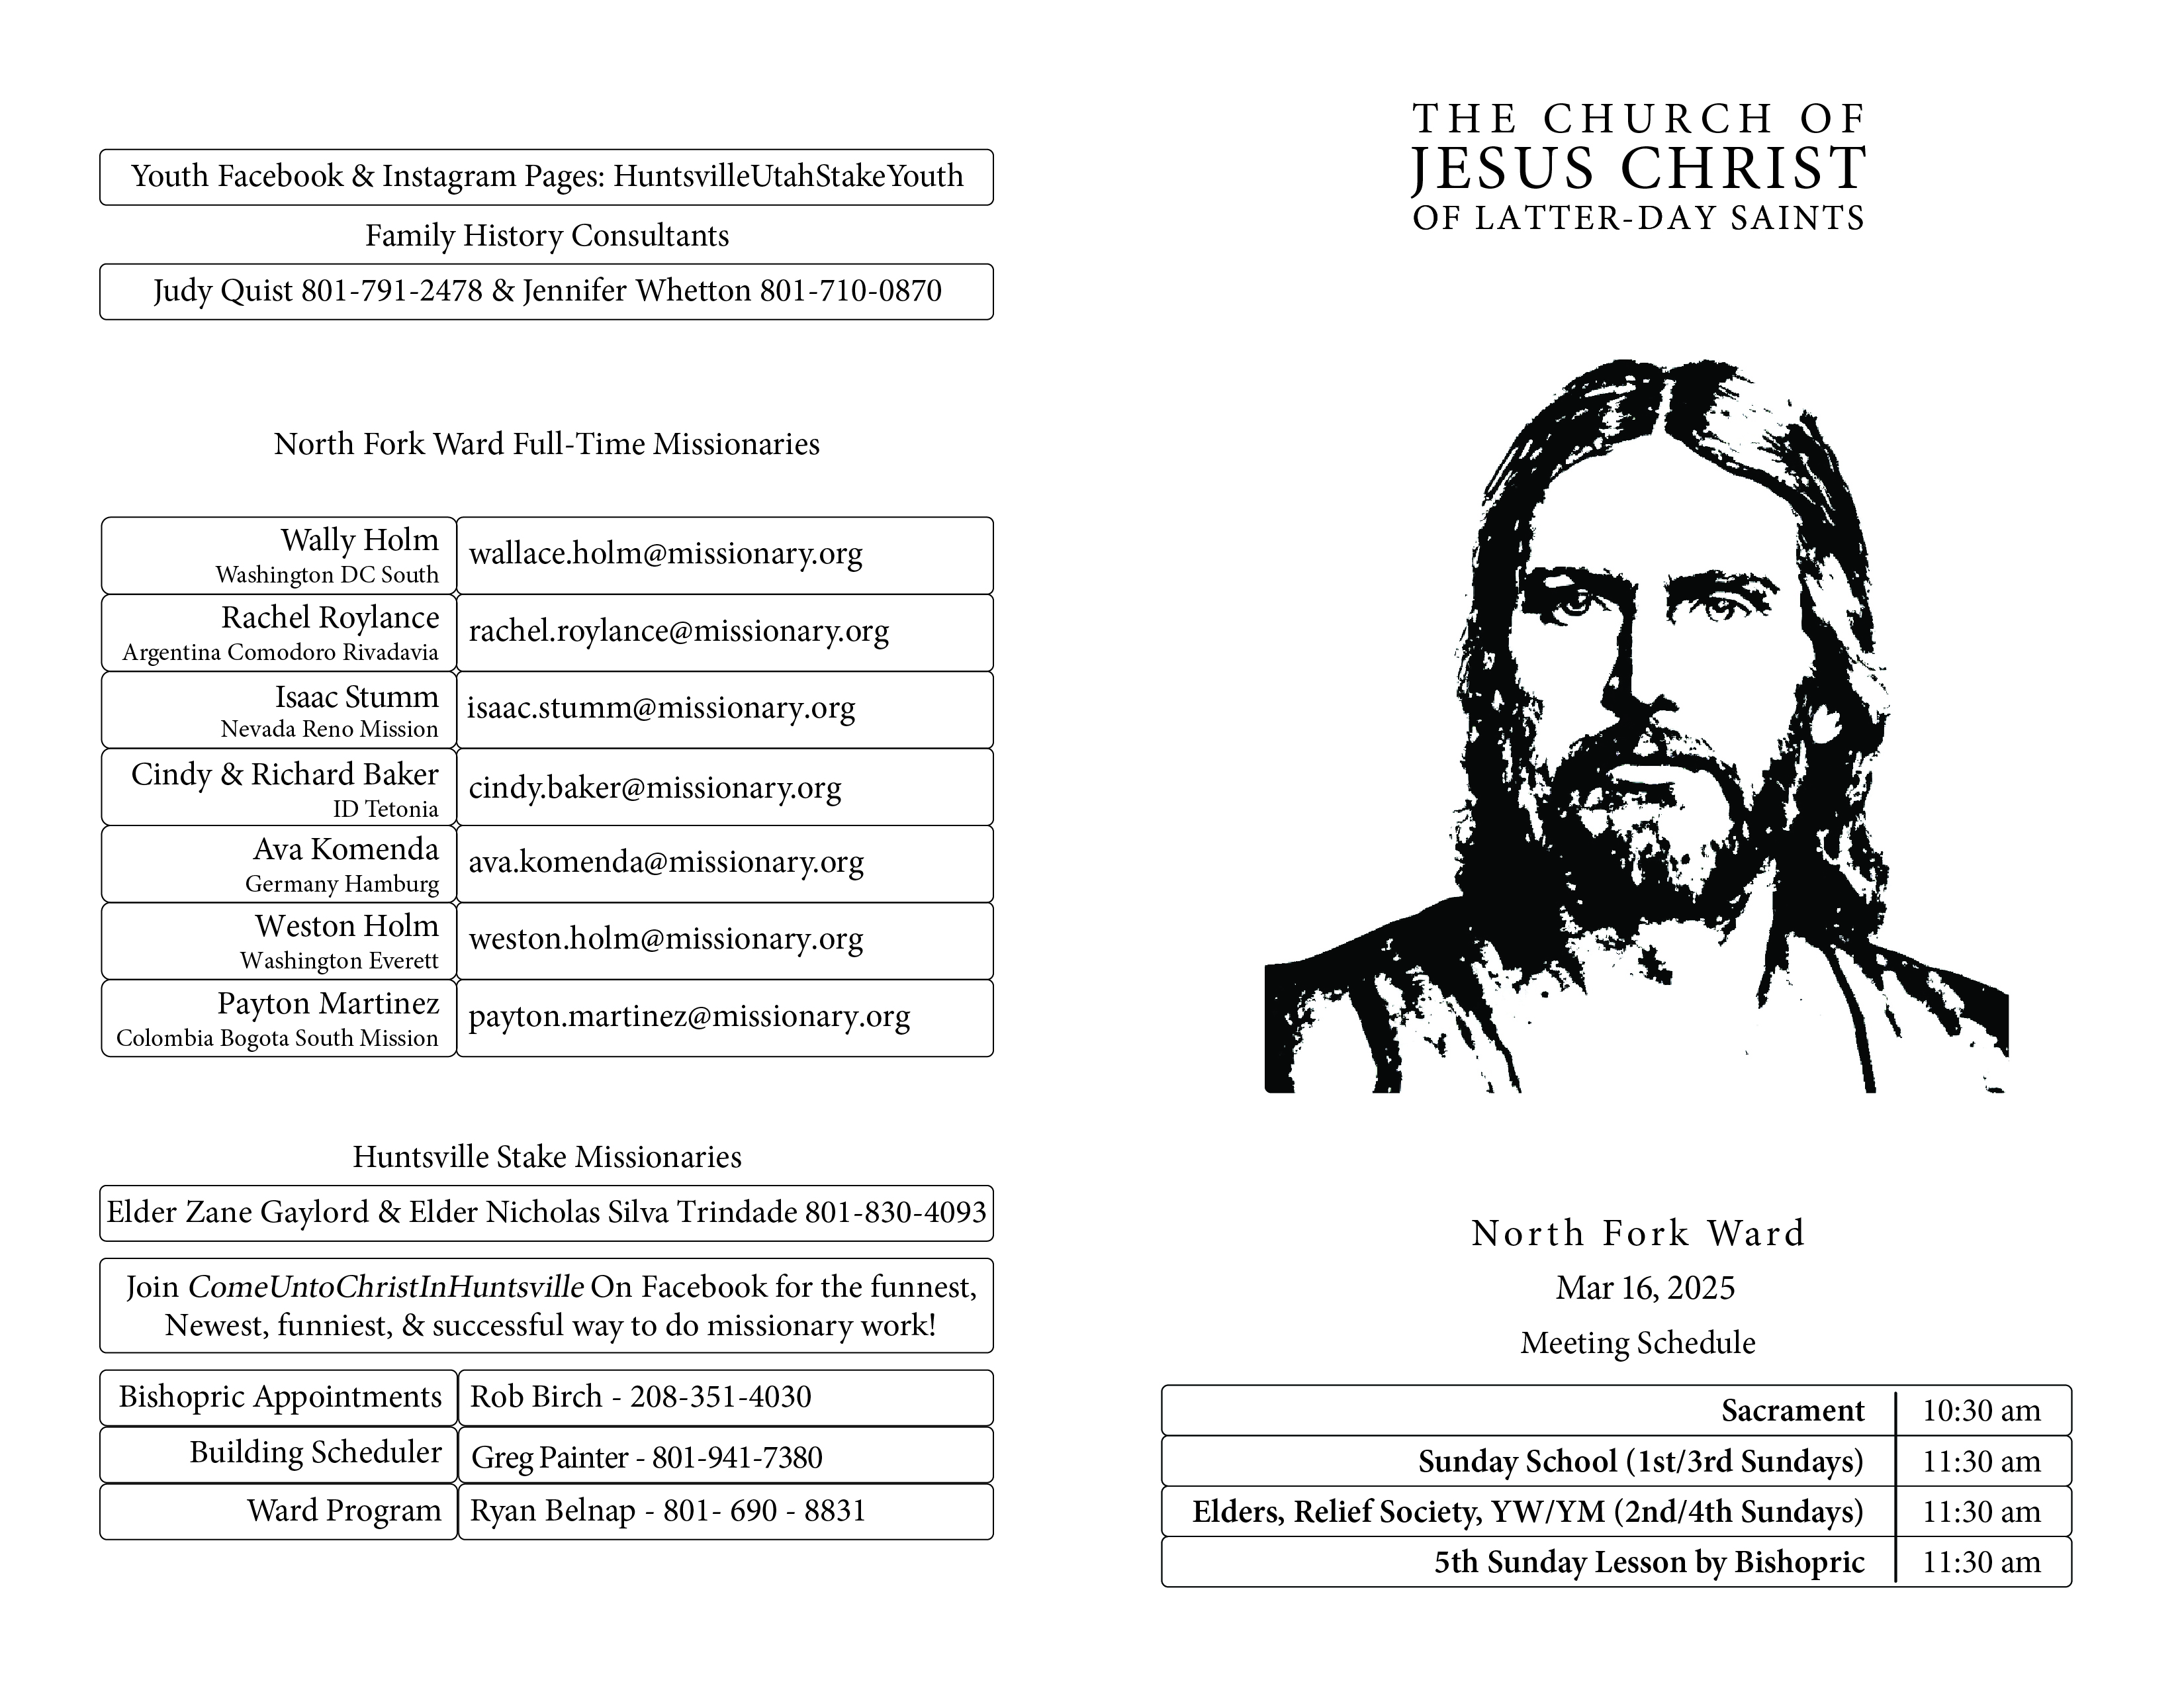 Youth Facebook & Instagram Pages: HuntsvilleUtahStakeYouth
Family History Consultants
Judy Quist 801-791-2478 & Jennifer Whetton 801-710-0870
North Fork Ward Full-Time Missionaries
Wally Holm
Washington DC South
wallace.holm@missionary.org
Rachel Roylance
Argentina Comodoro Rivadavia
rachel.roylance@missionary.org
Isaac Stumm
Nevada Reno Mission
isaac.stumm@missionary.org
Cindy & Richard Baker
ID Tetonia
cindy.baker@missionary.org
Ava Komenda
Germany Hamburg
ava.komenda@missionary.org
Weston Holm
Washington Everett
weston.holm@missionary.org
Payton Martinez
Colombia Bogota South Mission
payton.martinez@missionary.org
Huntsville Stake Missionaries
Elder Zane Gaylord & Elder Nicholas Silva Trindade 801-830-4093
Join ComeUntoChristInHuntsville On Facebook for the funnest,
Newest, funniest, & successful way to do missionary work!
Bishopric Appointments Rob Birch - 208-351-4030
Building Scheduler Greg Painter - 801-941-7380
Ward Program Ryan Belnap - 801- 690 - 8831
THE CHURCH OF
JESUS CHRIST
OF LATTER-DAY SAINTS
North Fork Ward
Mar 16, 2025
Meeting Schedule
Sacrament 10:30 am
Sunday School (1st/3rd Sundays) 11:30 am
Elders, Relief Society, YW/YM (2nd/4th Sundays) 11:30 am
5th Sunday Lesson by Bishopric 11:30 am